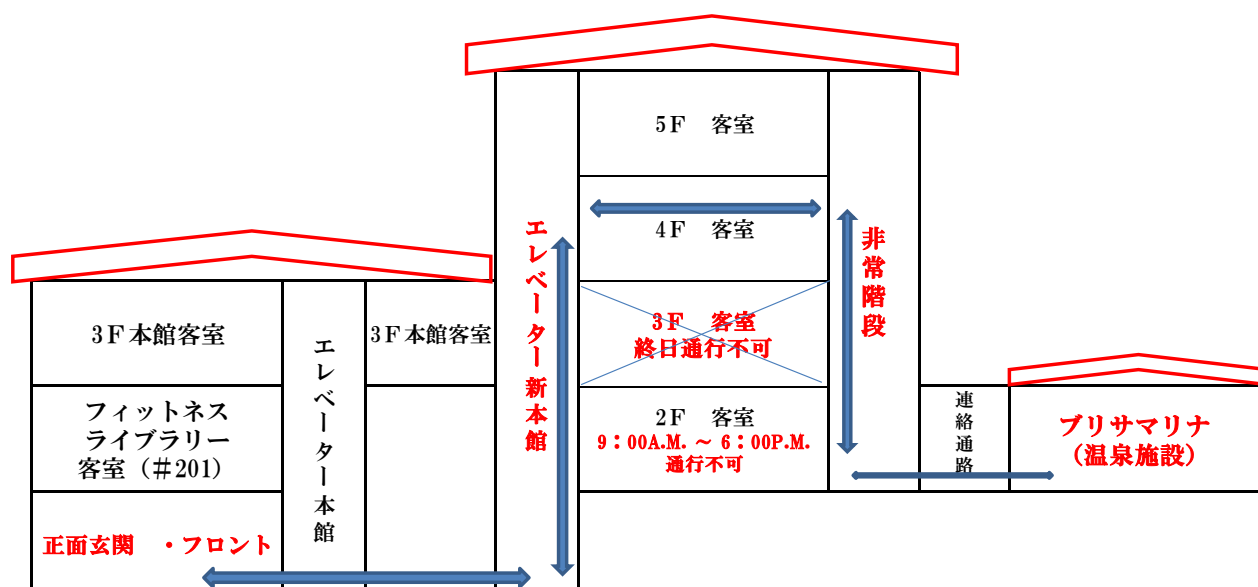 5F　客室
4F　客室
3F　客室
終日通行不可
2F　客室
9：00A.M. ～ 6：00P.M.
通行不可
エレベーター新本館
非常階段
3F本館客室
エレベーター本館
3F本館客室
フィットネス
ライブラリー
客室（＃201）
連絡通路
ブリサマリナ
（温泉施設）
正面玄関　・フロント